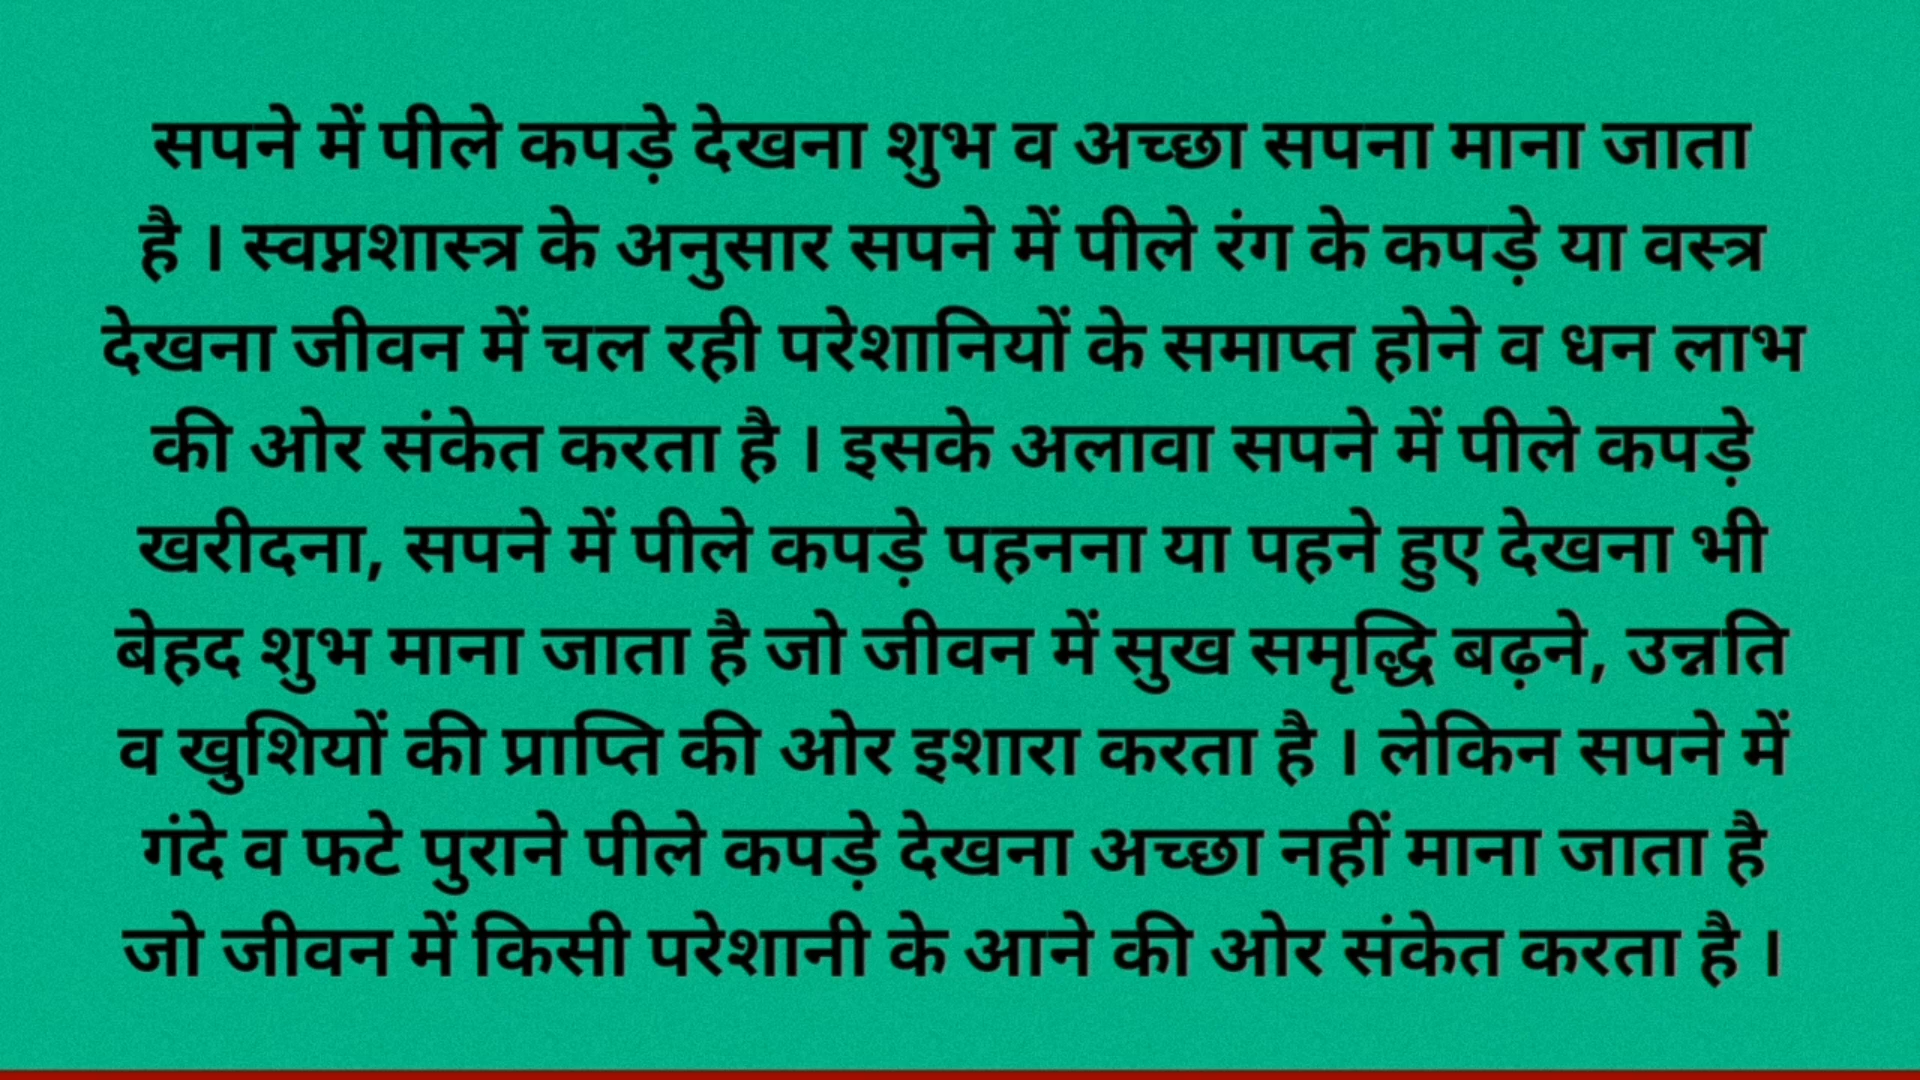 सपने में पीले कपड़े देखना शुभ व अच्छा सपना माना जाता
है । स्वप्नशास्त्र के अनुसार सपने में पीले रंग के कपड़े या वस्त्र
देखना जीवन में चल रही परेशानियों के समाप्त होने व धन लाभ
की ओर संकेत करता है । इसके अलावा सपने में पीले कपड़े
खरीदना, सपने में पीले कपड़े पहनना या पहने हुए देखना भी
बेहद शुभ माना जाता है जो जीवन में सुख समृद्धि बढ़ने, उन्नति
व खुशियों की प्राप्ति की ओर इशारा करता है । लेकिन सपने में
गंदे व फटे पुराने पीले कपड़े देखना अच्छा नहीं माना जाता है
जो जीवन में किसी परेशानी के आने की ओर संकेत करता है ।